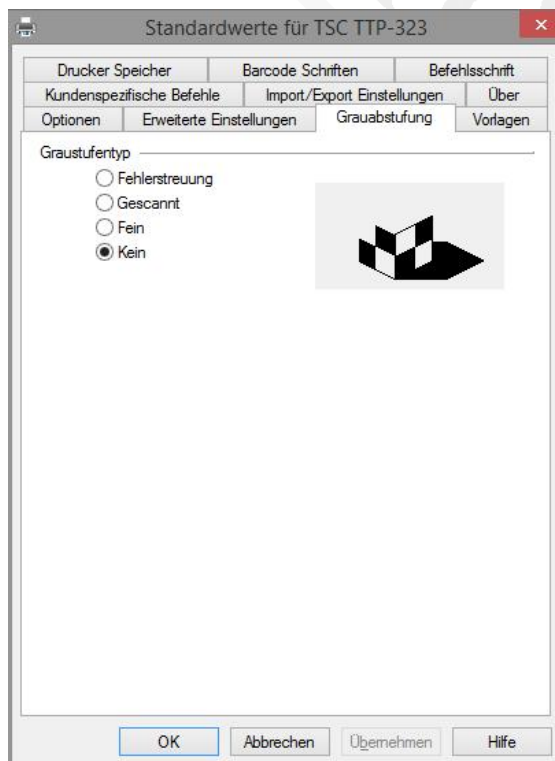 Standardwerte für TSC TTP-323
Drucker Speicher Barcode Schriften Befehlsschrift
Kundenspezifische Befehle Import/Export Einstellungen Über
Optionen Erweiterte Einstellungen Grauabstufung Vorlagen
Graustufentyp
Fehlerstreuung
Gescannt
Fein
Kein
OK Abbrechen Übernehmen Hilfe